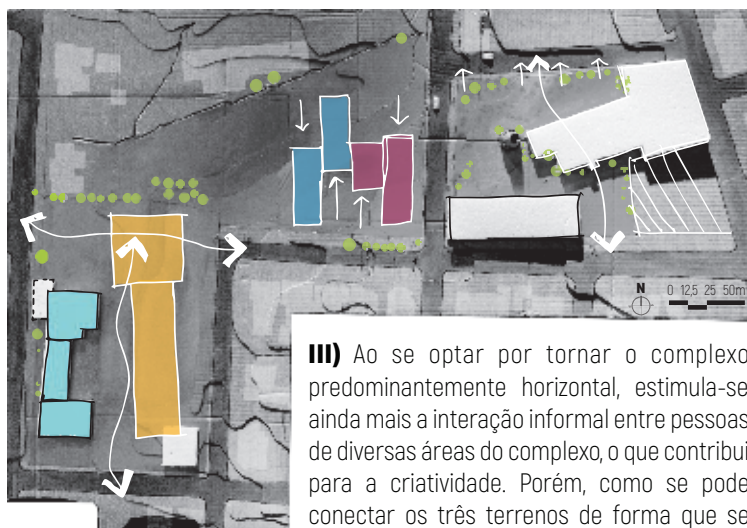 N 0 12,5 25 50m
III) Ao se optar por tornar o complexo
predominantemente horizontal, estimula-se
ainda mais a interação informal entre pessoas
de diversas áreas do complexo, o que contribui
para a criatividade. Porém, como se pode
conectar os três terrenos de forma que se